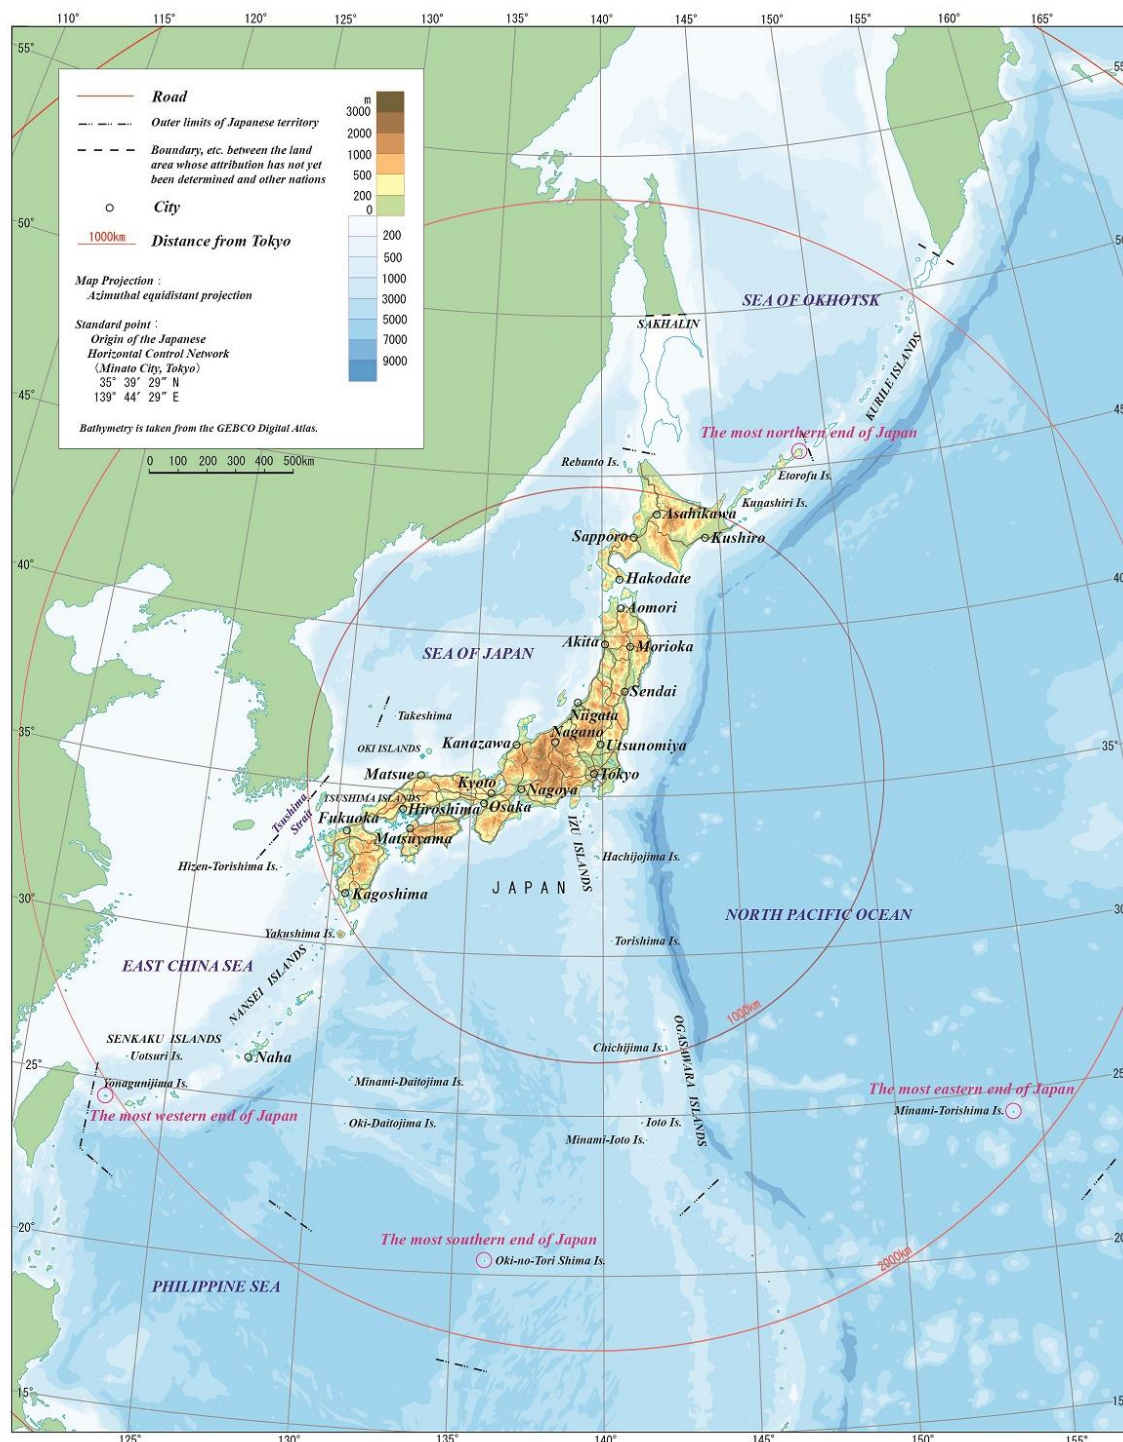 110° 115° 120° 125° 130° 135° 140° 145° 150° 155° 160° 165°
55°
55°
Road
Outer limits of Japanese territory
Boundary, etc. between the land
area whose attribution has not yet
been determined and other nations
City
1000km Distance from Tokyo
m
3000
2000
1000
500
200
0
200
500
1000
3000
5000
7000
9000
Map Projection :
Azimuthal equidistant projection
Standard point :
Origin of the Japanese
Horizontal Control Network
(Minato City, Tokyo)
35° 39′ 29″ N
139° 44′ 29″ E
Bathymetry is taken from the GEBCO Digital Atlas.
0 100 200 300 400 500km
50°
50°
SEA OF OKHOTSK
SAKHALIN
KURILE ISLANDS
45°
45°
The most northern end of Japan
Rebunto Is.
Etorofu Is.
Kunashiri Is.
Asahikawa
Sapporo
Kushiro
40°
40°
Hakodate
Aomori
Akita
Morioka
SEA OF JAPAN
Sendai
Niigata
Takeshima
35°
35°
Nagano
Kanazawa
Utsunomiya
OKI ISLANDS
Matsue
Kyoto
Tokyo
Nagoya
TSUSHIMA ISLANDS
Hiroshima
Osaka
Tsushima
Strait
Fukuoka
Matsuyama
IZU ISLANDS
Hachijojima Is.
Hizen-Torishima Is.
JAPAN
Kagoshima
30°
30°
NORTH PACIFIC OCEAN
Yakushima Is.
Torishima Is.
EAST CHINA SEA
NANSEI ISLANDS
1000km
SENKAKU ISLANDS
Uotsuri Is.
Naha
Chichijima Is.
OGASAWARA ISLANDS
25°
25°
Yonagunijima Is.
Minami-Daitojima Is.
The most western end of Japan
The most eastern end of Japan
Minami-Torishima Is.
Oki-Daitojima Is.
Ioto Is.
Minami-Ioto Is.
20°
20°
The most southern end of Japan
Oki-no-Tori Shima Is.
2000km
PHILIPPINE SEA
15°
15°
125° 130° 135° 140° 145° 150° 155°